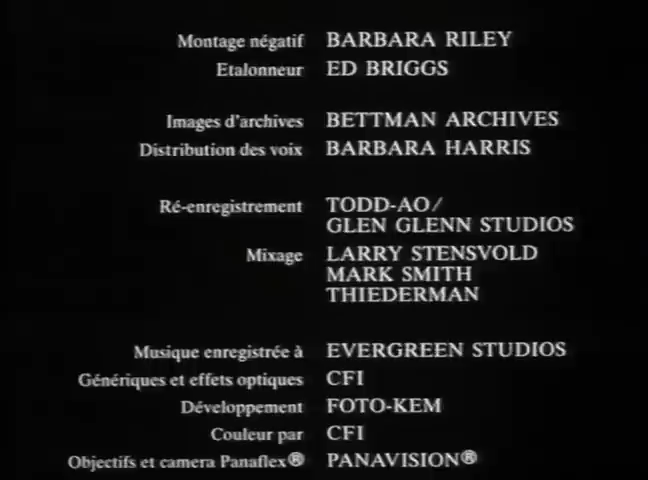 Montage négatif BARBARA RILEY
Etalonneur ED BRIGGS
Images d'archives BETTMAN ARCHIVES
Distribution des voix BARBARA HARRIS
Ré-enregistrement TODD-AO/
GLEN GLENN STUDIOS
Mixage LARRY STENSVOLD
MARK SMITH
THIEDERMAN
Musique enregistrée à EVERGREEN STUDIOS
Génériques et effets optiques CFI
Développement FOTO-KEM
Couleur par CFI
Objectifs et camera Panaflex® PANAVISION®